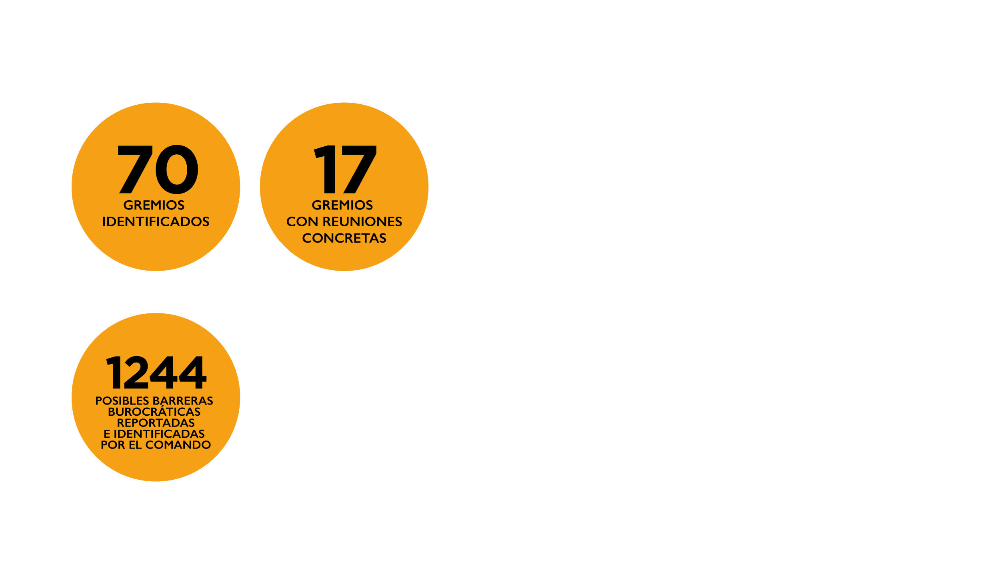 70
GREMIOS
IDENTIFICADOS
17
GREMIOS
CON REUNIONES
CONCRETAS
1244
POSIBLES BARRERAS
BUROCRÁTICAS
REPORTADAS
E IDENTIFICADAS
POR EL COMANDO